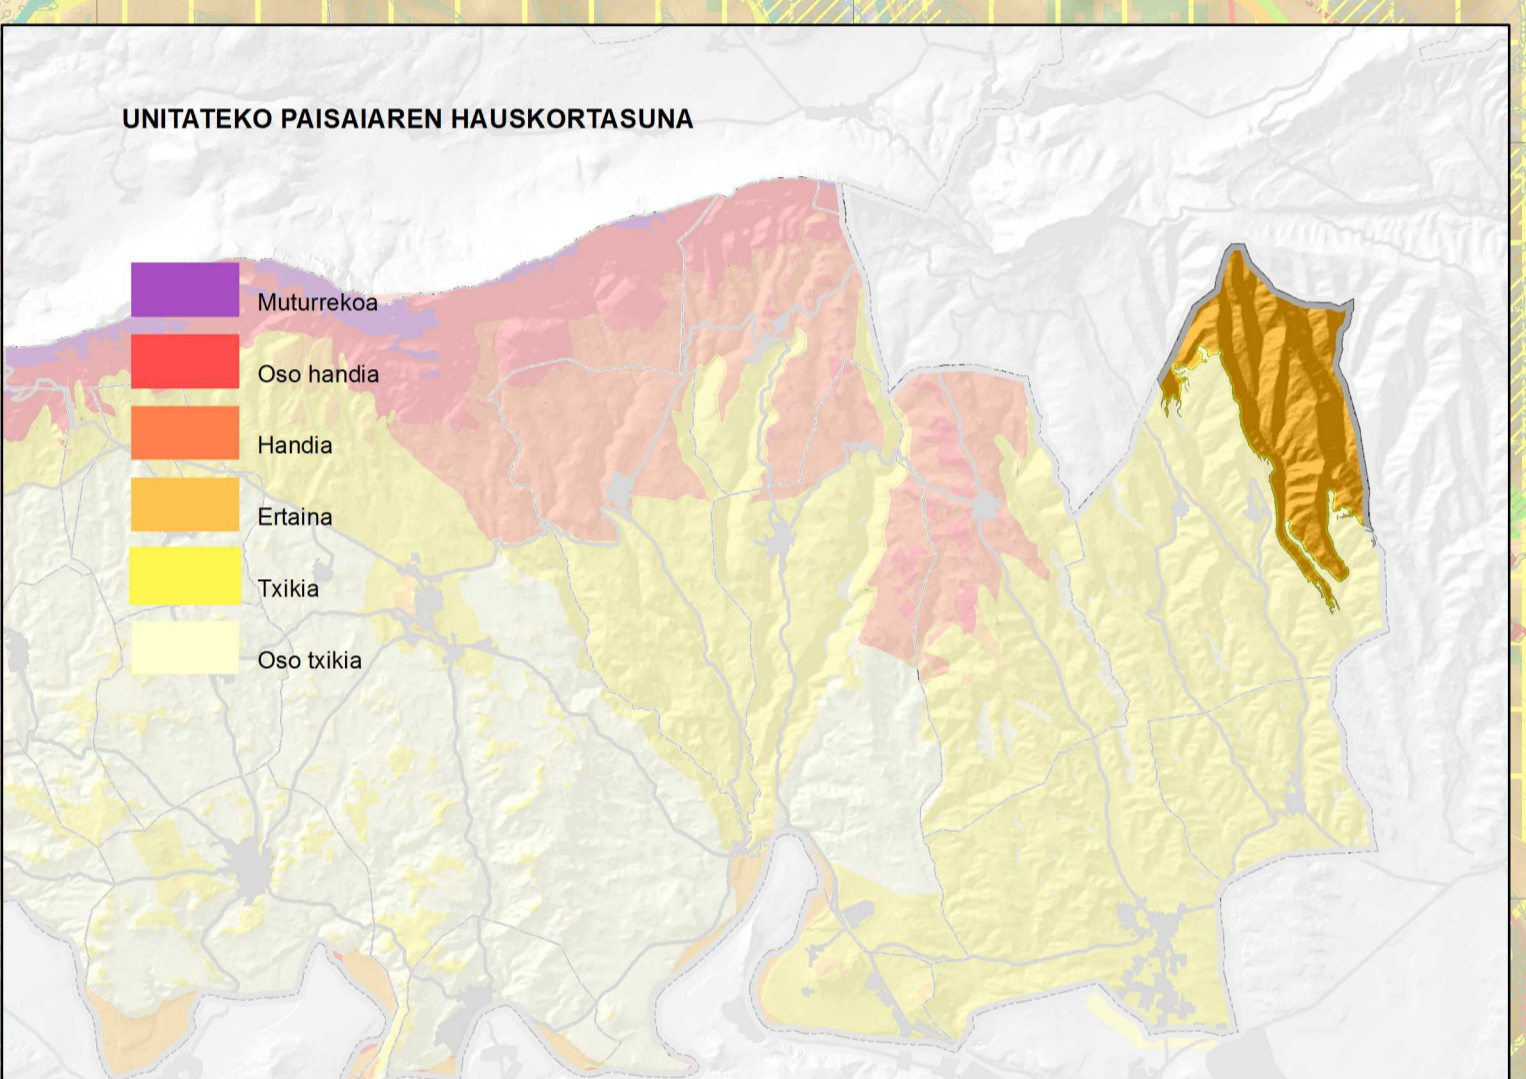 UNITATEKO PAISAIAREN HAUSKORTASUNA
Muturrekoa
Oso handia
Handia
Ertaina
Txikia
Oso txikia